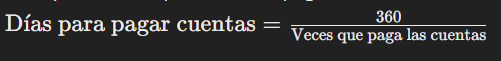 Días para pagar cuentas = 360 / Veces que paga las cuentas